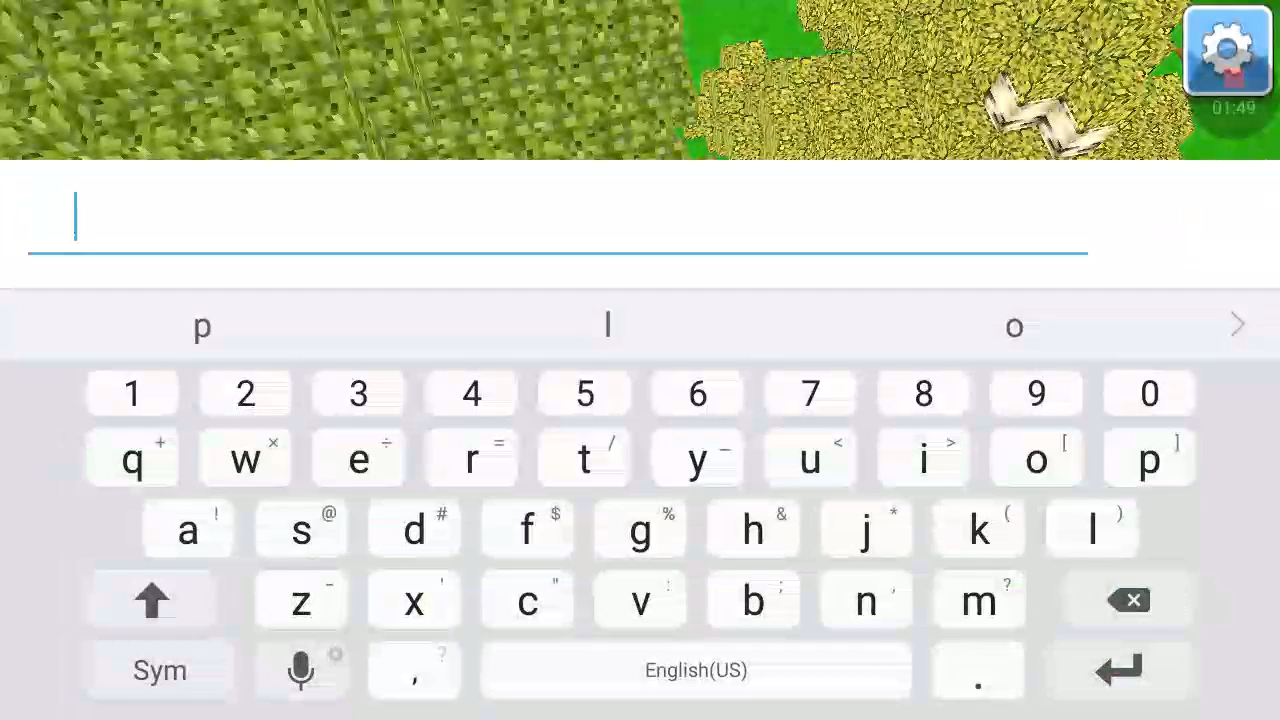 01:49
p l o
1 2 3 4 5 6 7 8 9 0
q + w × e ÷ r = t / y _ u < i > o [ p ]
a ! s @ d # f $ g % h & j * k ( l )
z - x ' c " v : b ; n , m ?
Sym , ? English(US) .